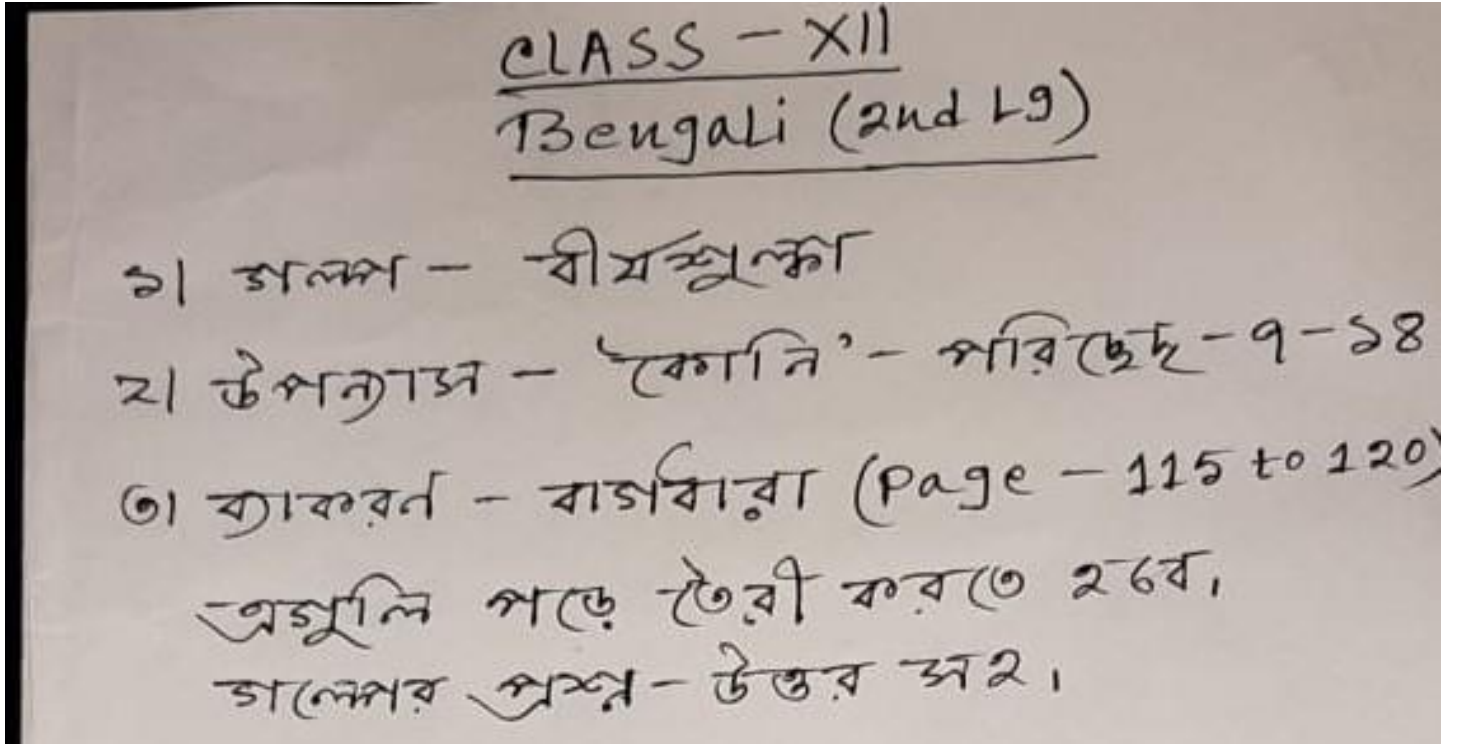 CLASS - XII
Bengali (2nd Lg)
১। গল্প - বীর্যশুল্কা
২। উপন্যাস - 'কোনি' - পরিচ্ছেদ - ৭ - ১৪
৩। ব্যাকরণ - বাগধারা (Page - 115 to 120)
এগুলি পড়ে তৈরী করতে হবে।
গল্পের প্রশ্ন - উত্তর সহ।